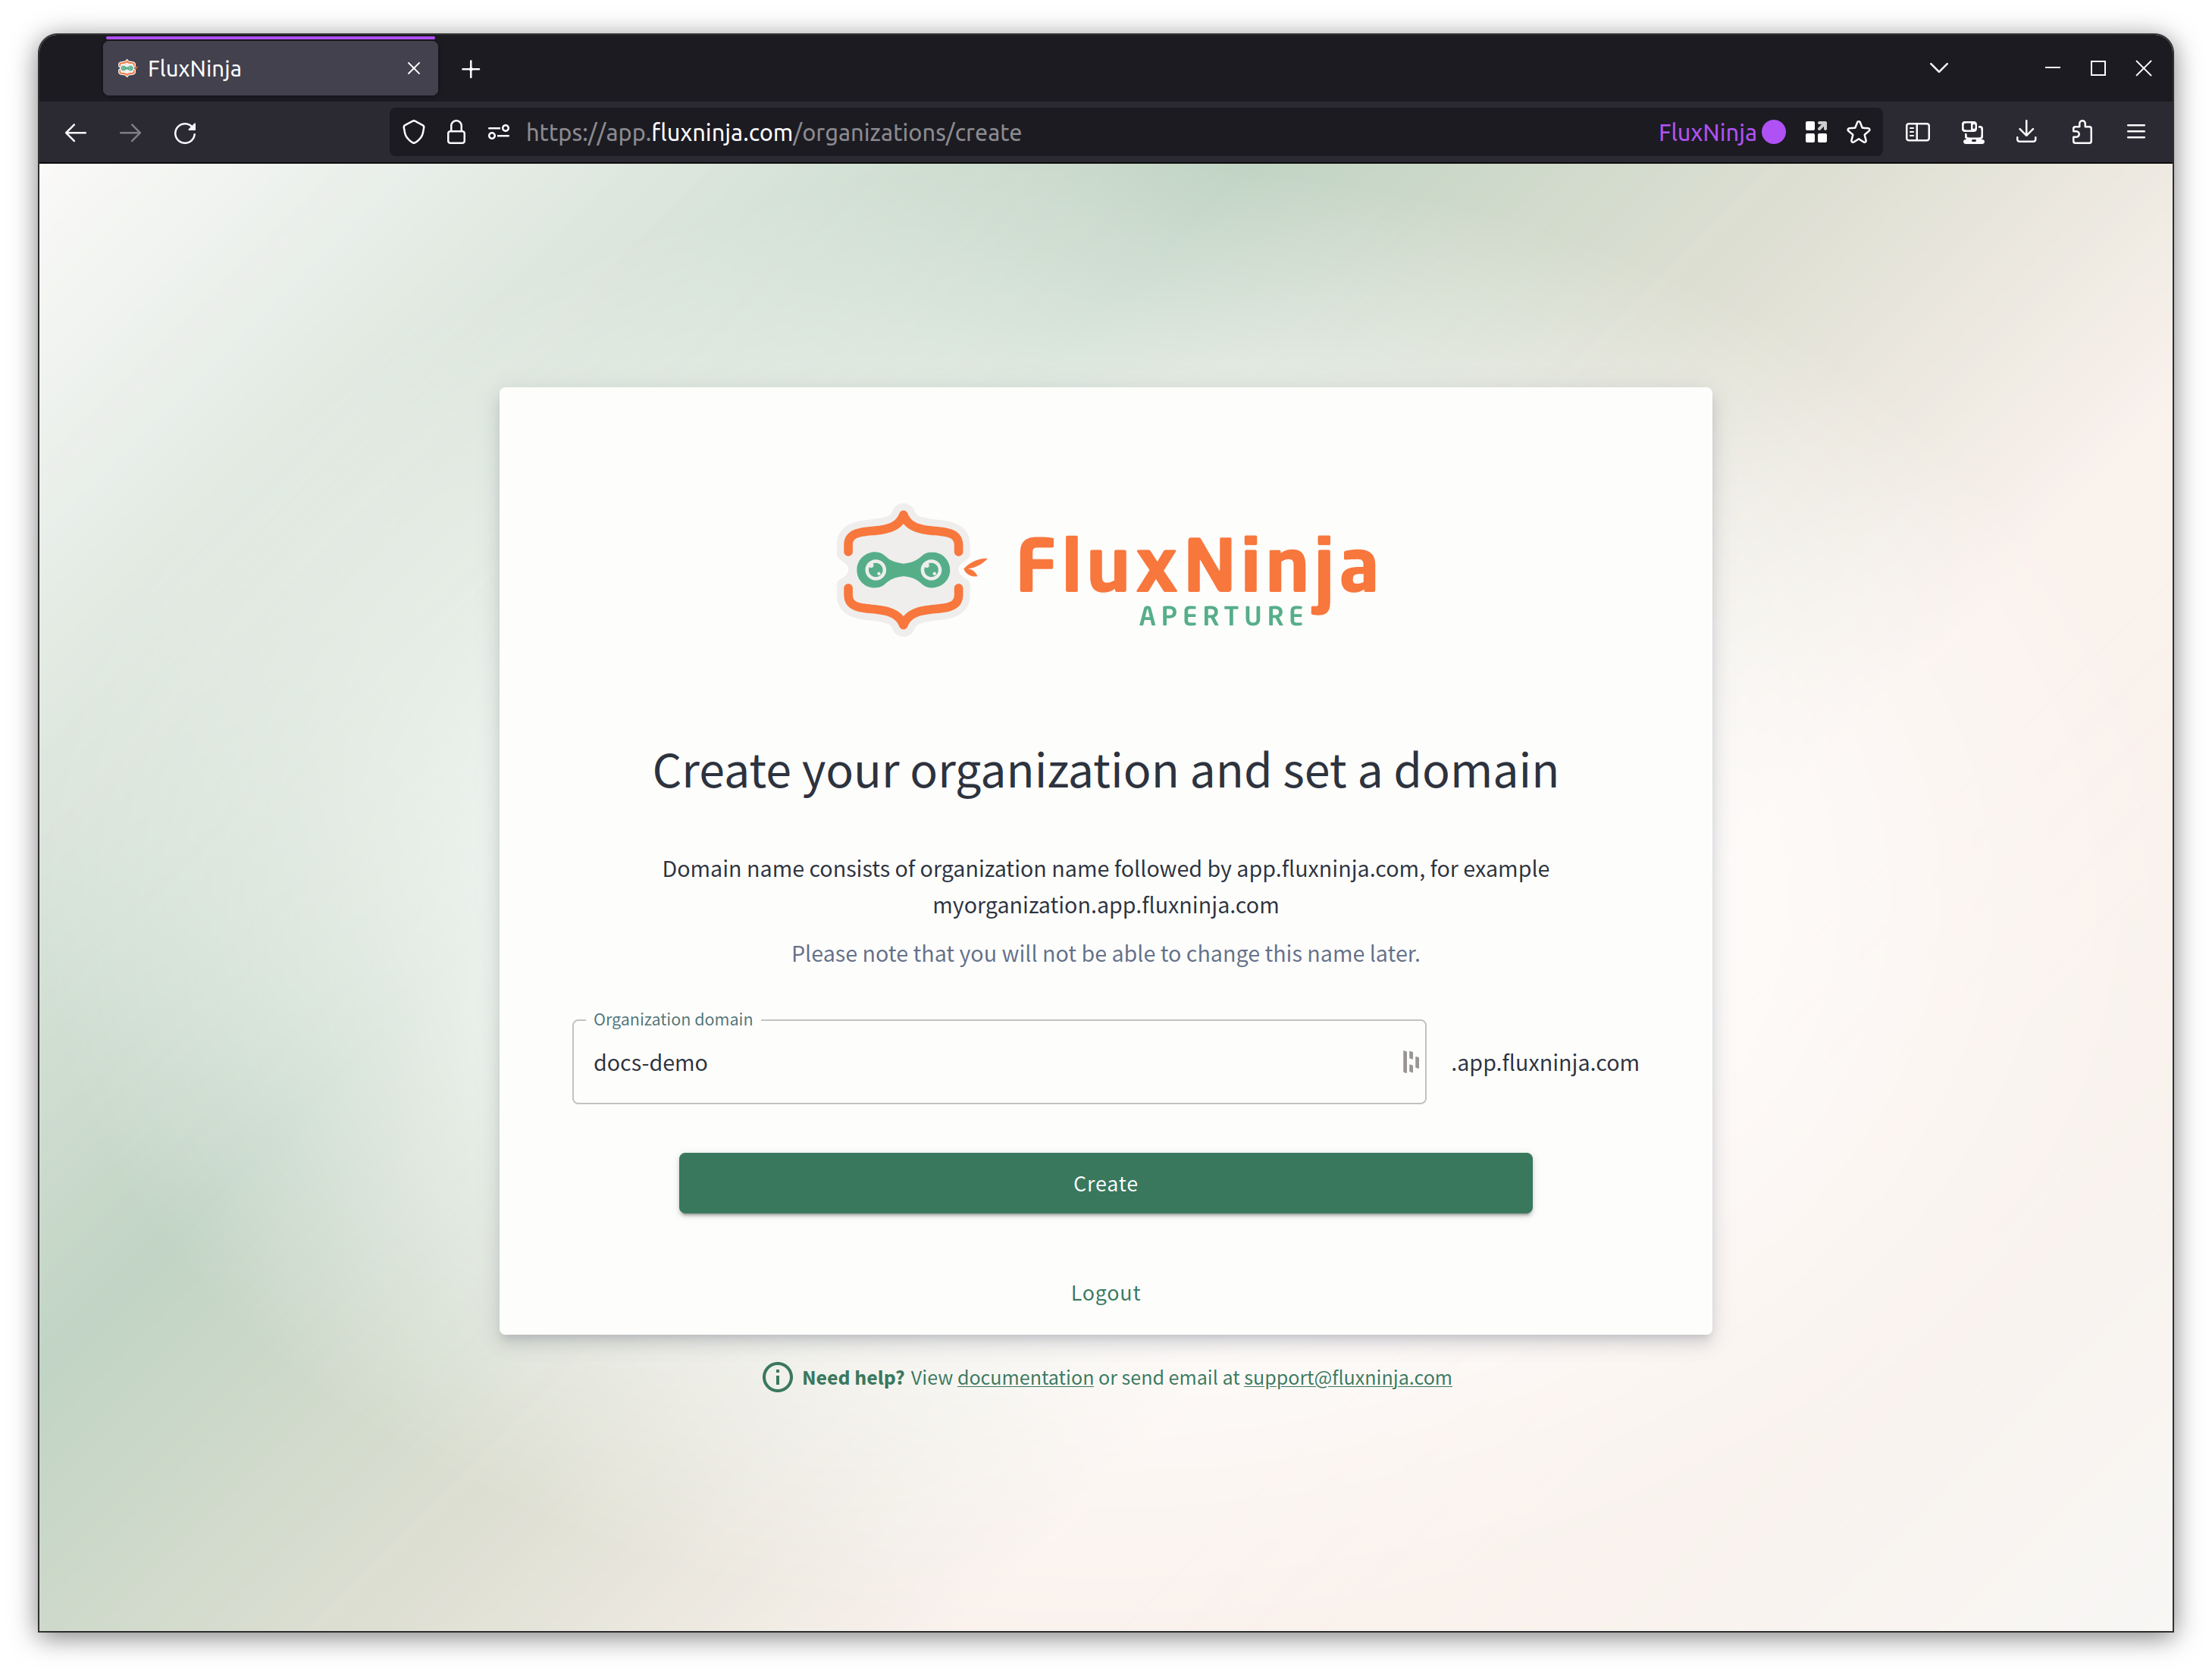 FluxNinja
https://app.fluxninja.com/organizations/create
FluxNinja
FluxNinja
APERTURE
Create your organization and set a domain
Domain name consists of organization name followed by app.fluxninja.com, for example
myorganization.app.fluxninja.com
Please note that you will not be able to change this name later.
Organization domain
docs-demo
.app.fluxninja.com
Create
Logout
Need help? View documentation or send email at support@fluxninja.com